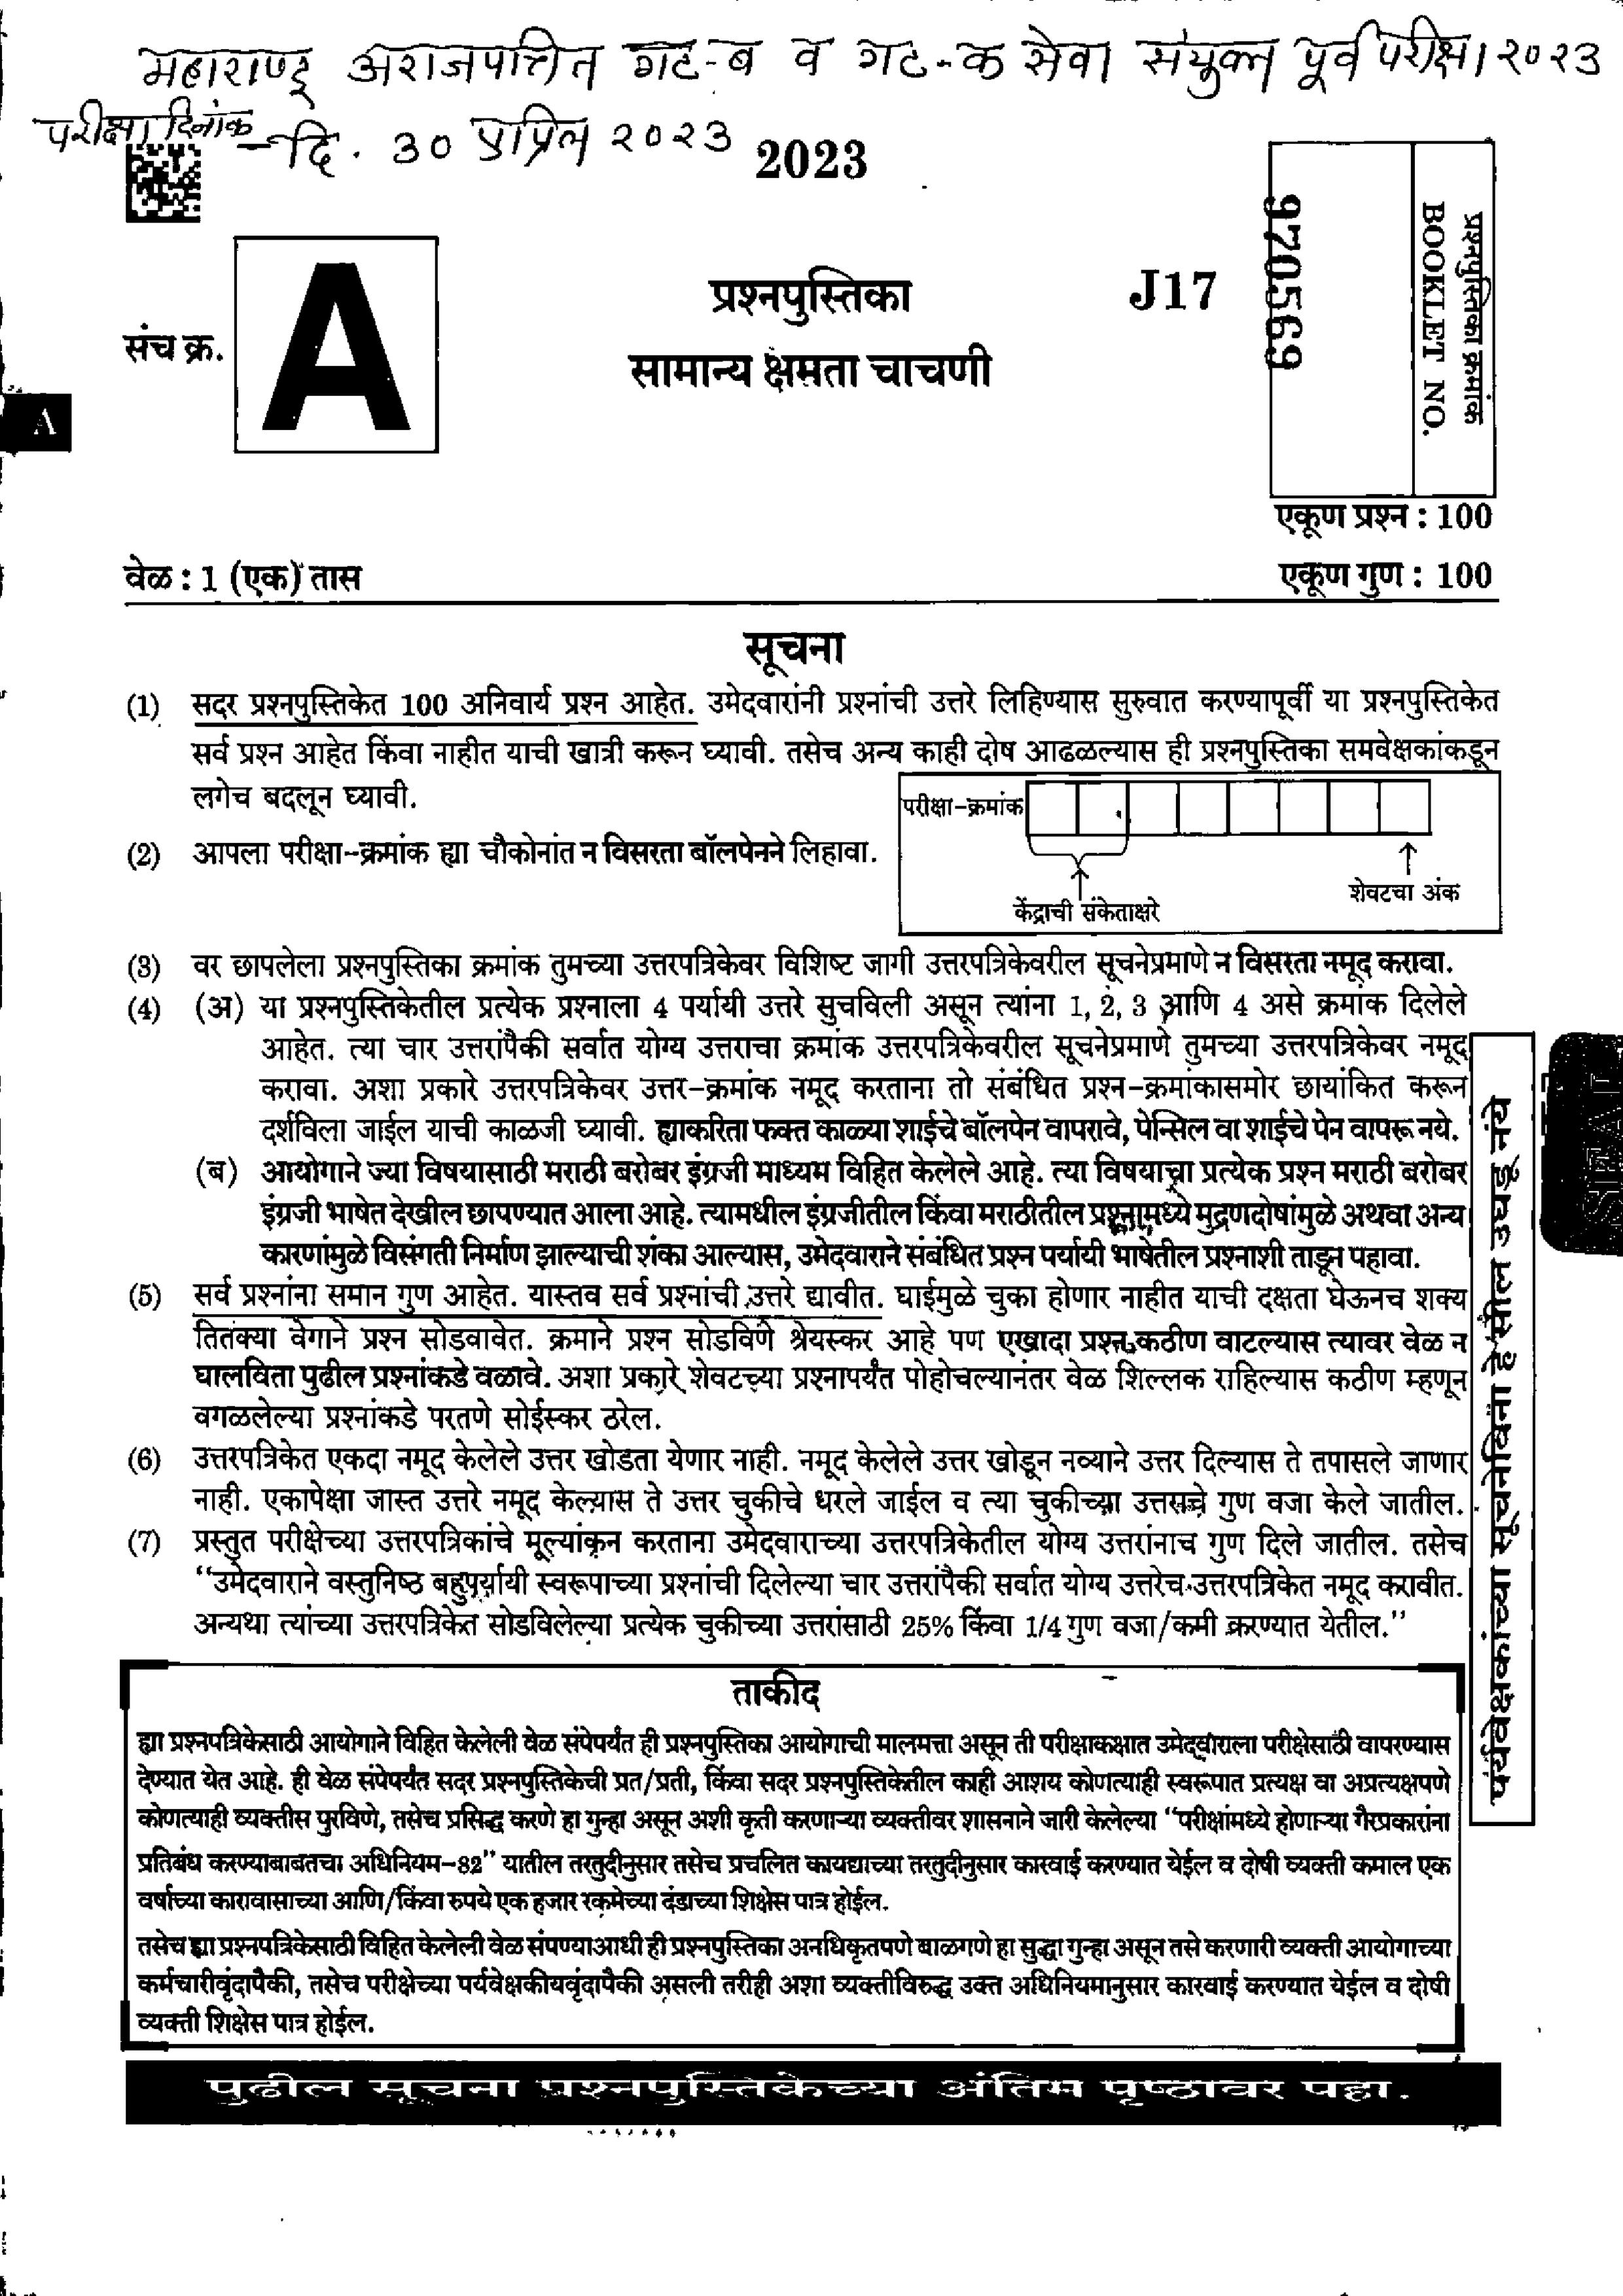 महाराष्ट्र अराजपत्रित गट-ब व गट-क सेवा संयुक्त पूर्व परीक्षा २०२३
परीक्षा दिनांक - दि. ३० एप्रिल २०२३
2023
प्रश्नपुस्तिका क्रमांक
BOOKLET NO.
970569
संच क्र.
A
A
प्रश्नपुस्तिका
J17
सामान्य क्षमता चाचणी
एकूण प्रश्न : 100
वेळ : 1 (एक) तास
एकूण गुण : 100
सूचना
(1) सदर प्रश्नपुस्तिकेत 100 अनिवार्य प्रश्न आहेत. उमेदवारांनी प्रश्नांची उत्तरे लिहिण्यास सुरुवात करण्यापूर्वी या प्रश्नपुस्तिकेत
सर्व प्रश्न आहेत किंवा नाहीत याची खात्री करून घ्यावी. तसेच अन्य काही दोष आढळल्यास ही प्रश्नपुस्तिका समवेक्षकांकडून
लगेच बदलून घ्यावी.
परीक्षा-क्रमांक
(2) आपला परीक्षा-क्रमांक ह्या चौकोनांत न विसरता बॉलपेनने लिहावा.
केंद्राची संकेताक्षरे
शेवटचा अंक
(3) वर छापलेला प्रश्नपुस्तिका क्रमांक तुमच्या उत्तरपत्रिकेवर विशिष्ट जागी उत्तरपत्रिकेवरील सूचनेप्रमाणे न विसरता नमूद करावा.
(4) (अ) या प्रश्नपुस्तिकेतील प्रत्येक प्रश्नाला 4 पर्यायी उत्तरे सुचविली असून त्यांना 1, 2, 3 आणि 4 असे क्रमांक दिलेले
आहेत. त्या चार उत्तरांपैकी सर्वात योग्य उत्तराचा क्रमांक उत्तरपत्रिकेवरील सूचनेप्रमाणे तुमच्या उत्तरपत्रिकेवर नमूद
करावा. अशा प्रकारे उत्तरपत्रिकेवर उत्तर-क्रमांक नमूद करताना तो संबंधित प्रश्न-क्रमांकासमोर छायांकित करून
दर्शविला जाईल याची काळजी घ्यावी. ह्याकरिता फक्त काळ्या शाईचे बॉलपेन वापरावे, पेन्सिल वा शाईचे पेन वापरू नये.
(ब) आयोगाने ज्या विषयासाठी मराठी बरोबर इंग्रजी माध्यम विहित केलेले आहे. त्या विषयाचा प्रत्येक प्रश्न मराठी बरोबर
इंग्रजी भाषेत देखील छापण्यात आला आहे. त्यामधील इंग्रजीतील किंवा मराठीतील प्रश्नामध्ये मुद्रणदोषांमुळे अथवा अन्य
कारणांमुळे विसंगती निर्माण झाल्याची शंका आल्यास, उमेदवाराने संबंधित प्रश्न पर्यायी भाषेतील प्रश्नाशी ताडून पहावा.
(5) सर्व प्रश्नांना समान गुण आहेत. यास्तव सर्व प्रश्नांची उत्तरे द्यावीत. घाईमुळे चुका होणार नाहीत याची दक्षता घेऊनच शक्य
तितक्या वेगाने प्रश्न सोडवावेत. क्रमाने प्रश्न सोडविणे श्रेयस्कर आहे पण एखादा प्रश्न कठीण वाटल्यास त्यावर वेळ न
घालविता पुढील प्रश्नांकडे वळावे. अशा प्रकारे शेवटच्या प्रश्नापर्यंत पोहोचल्यानंतर वेळ शिल्लक राहिल्यास कठीण म्हणून
वगळलेल्या प्रश्नांकडे परतणे सोईस्कर ठरेल.
(6) उत्तरपत्रिकेत एकदा नमूद केलेले उत्तर खोडता येणार नाही. नमूद केलेले उत्तर खोडून नव्याने उत्तर दिल्यास ते तपासले जाणार
नाही. एकापेक्षा जास्त उत्तरे नमूद केल्यास ते उत्तर चुकीचे धरले जाईल व त्या चुकीच्या उत्तराचे गुण वजा केले जातील.
(7) प्रस्तुत परीक्षेच्या उत्तरपत्रिकांचे मूल्यांकन करताना उमेदवाराच्या उत्तरपत्रिकेतील योग्य उत्तरांनाच गुण दिले जातील. तसेच
"उमेदवाराने वस्तुनिष्ठ बहुपर्यायी स्वरूपाच्या प्रश्नांची दिलेल्या चार उत्तरांपैकी सर्वात योग्य उत्तरेच उत्तरपत्रिकेत नमूद करावीत.
अन्यथा त्यांच्या उत्तरपत्रिकेत सोडविलेल्या प्रत्येक चुकीच्या उत्तरांसाठी 25% किंवा 1/4 गुण वजा/कमी करण्यात येतील."
पर्यवेक्षकांच्या सूचनेविना हे सील उघडू नये
SEAL
ताकीद
ह्या प्रश्नपत्रिकेसाठी आयोगाने विहित केलेली वेळ संपेपर्यंत ही प्रश्नपुस्तिका आयोगाची मालमत्ता असून ती परीक्षाकक्षात उमेदवाराला परीक्षेसाठी वापरण्यास
देण्यात येत आहे. ही वेळ संपेपर्यंत सदर प्रश्नपुस्तिकेची प्रत/प्रती, किंवा सदर प्रश्नपुस्तिकेतील काही आशय कोणत्याही स्वरूपात प्रत्यक्ष वा अप्रत्यक्षपणे
कोणत्याही व्यक्तीस पुरविणे, तसेच प्रसिद्ध करणे हा गुन्हा असून अशी कृती करणाऱ्या व्यक्तीवर शासनाने जारी केलेल्या "परीक्षांमध्ये होणाऱ्या गैरप्रकारांना
प्रतिबंध करण्याबाबतचा अधिनियम-82" यातील तरतुदीनुसार तसेच प्रचलित कायद्याच्या तरतुदीनुसार कारवाई करण्यात येईल व दोषी व्यक्ती कमाल एक
वर्षाच्या कारावासाच्या आणि/किंवा रुपये एक हजार रकमेच्या दंडाच्या शिक्षेस पात्र होईल.
तसेच ह्या प्रश्नपत्रिकेसाठी विहित केलेली वेळ संपण्याआधी ही प्रश्नपुस्तिका अनधिकृतपणे बाळगणे हा सुद्धा गुन्हा असून तसे करणारी व्यक्ती आयोगाच्या
कर्मचारीवृंदापैकी, तसेच परीक्षेच्या पर्यवेक्षकीयवृंदापैकी असली तरीही अशा व्यक्तीविरुद्ध उक्त अधिनियमानुसार कारवाई करण्यात येईल व दोषी
व्यक्ती शिक्षेस पात्र होईल.
पुढील सूचना प्रश्नपुस्तिकेच्या अंतिम पृष्ठावर पहा.